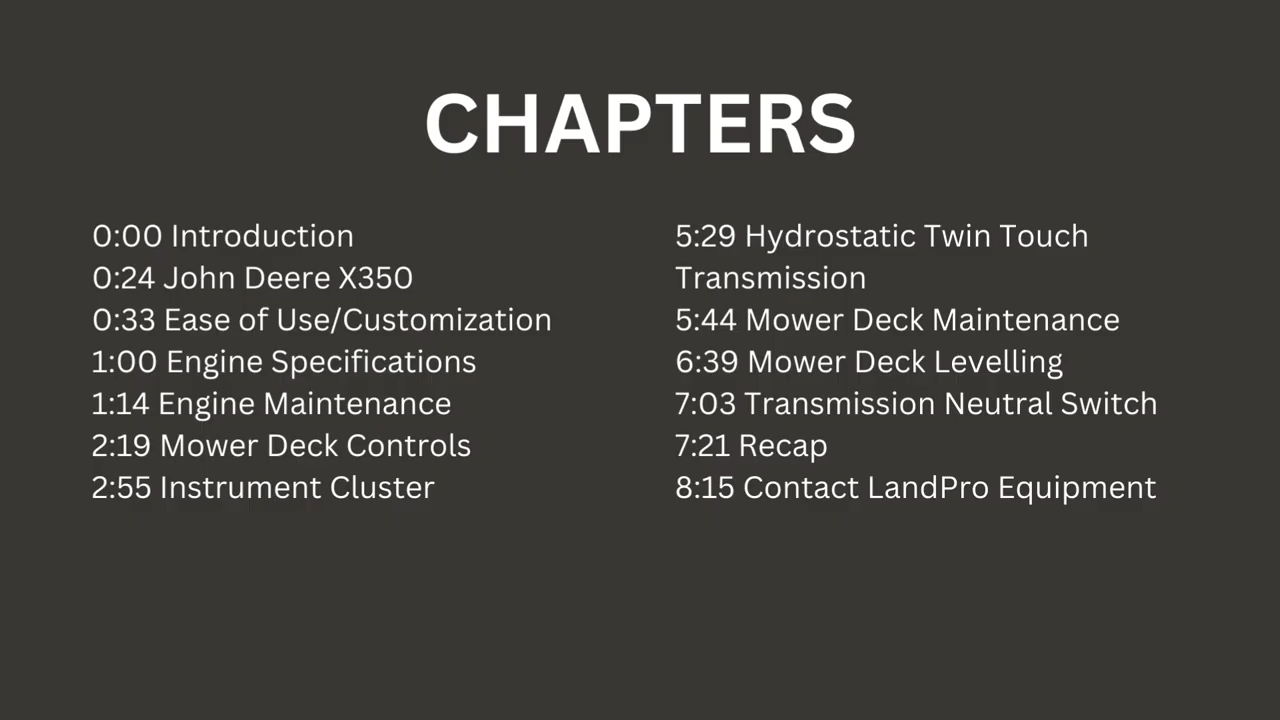 CHAPTERS
0:00 Introduction
0:24 John Deere X350
0:33 Ease of Use/Customization
1:00 Engine Specifications
1:14 Engine Maintenance
2:19 Mower Deck Controls
2:55 Instrument Cluster
5:29 Hydrostatic Twin Touch
Transmission
5:44 Mower Deck Maintenance
6:39 Mower Deck Levelling
7:03 Transmission Neutral Switch
7:21 Recap
8:15 Contact LandPro Equipment